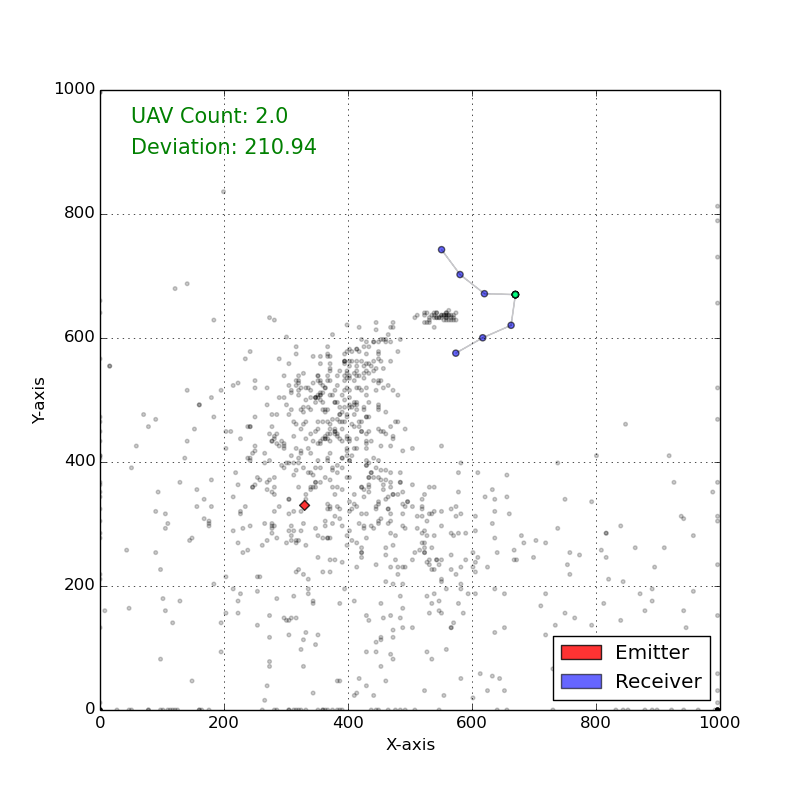 UAV Count: 2.0
Deviation: 210.94
1000
800
600
400
200
0
Y-axis
0 200 400 600 800 1000
X-axis
Emitter
Receiver